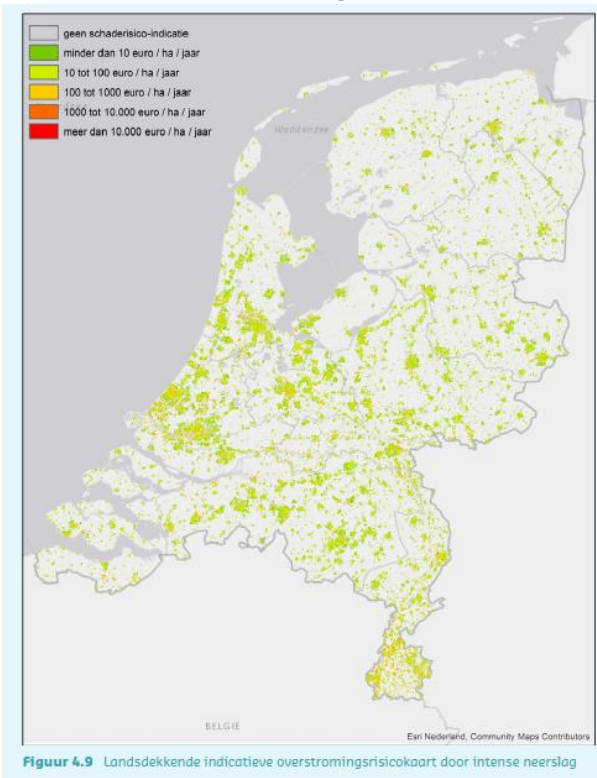 geen schaderisico-indicatie
minder dan 10 euro / ha / jaar
10 tot 100 euro / ha / jaar
100 tot 1000 euro / ha / jaar
1000 tot 10.000 euro / ha / jaar
meer dan 10.000 euro / ha / jaar
Waddenzee
BELGIË
Esri Nederland, Community Maps Contributors
Figuur 4.9 Landsdekkende indicatieve overstromingsrisicokaart door intense neerslag